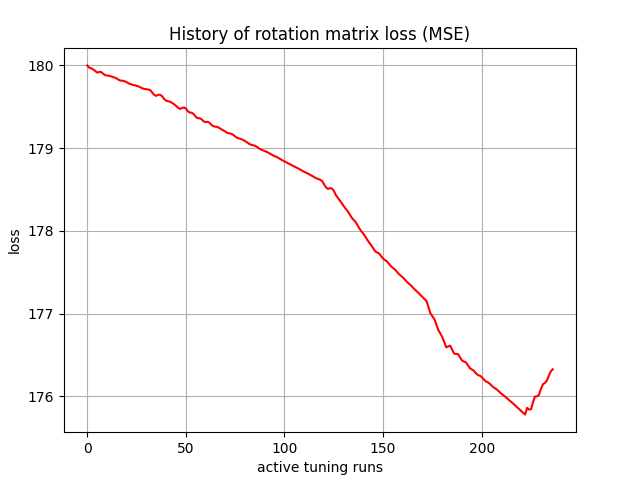 History of rotation matrix loss (MSE)
180
179
178
177
176
loss
0 50 100 150 200
active tuning runs